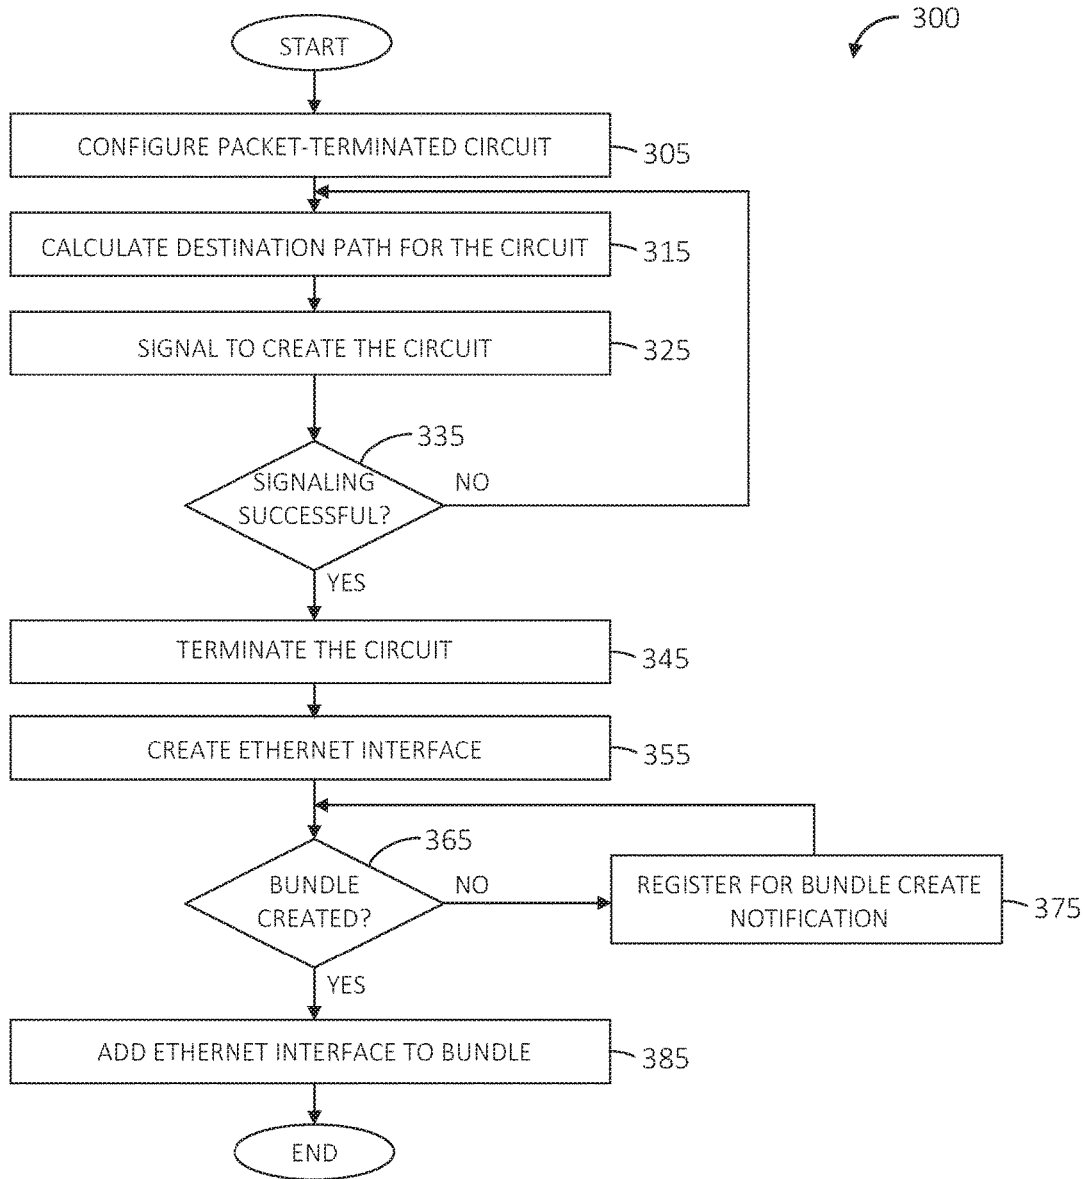 300
START
CONFIGURE PACKET-TERMINATED CIRCUIT
305
CALCULATE DESTINATION PATH FOR THE CIRCUIT
315
SIGNAL TO CREATE THE CIRCUIT
325
335
SIGNALING
SUCCESSFUL?
NO
YES
TERMINATE THE CIRCUIT
345
CREATE ETHERNET INTERFACE
355
365
BUNDLE
CREATED?
NO
REGISTER FOR BUNDLE CREATE
NOTIFICATION
375
YES
ADD ETHERNET INTERFACE TO BUNDLE
385
END